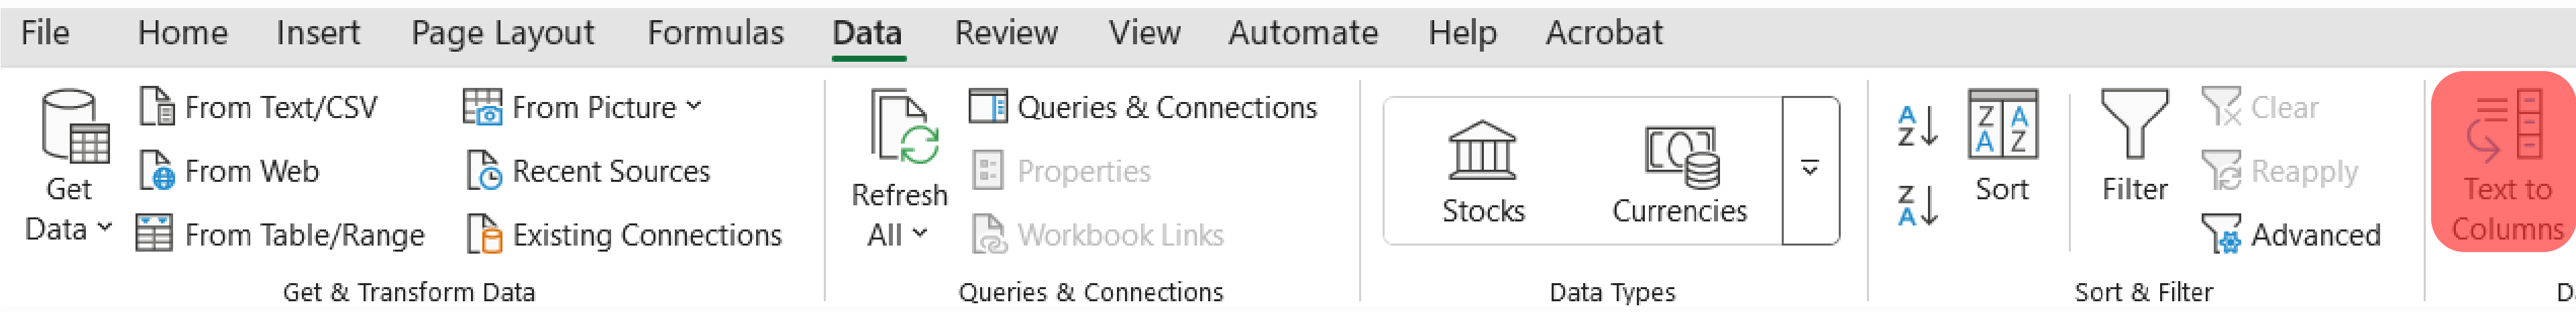 File Home Insert Page Layout Formulas Data Review View Automate Help Acrobat
Get
Data
From Text/CSV
From Web
From Table/Range
From Picture
Recent Sources
Existing Connections
Get & Transform Data
Refresh
All
Queries & Connections
Properties
Workbook Links
Queries & Connections
Stocks
Currencies
Data Types
A
Z
Z
A
Z A
A Z
Sort
Filter
Clear
Reapply
Advanced
Sort & Filter
Text to
Columns